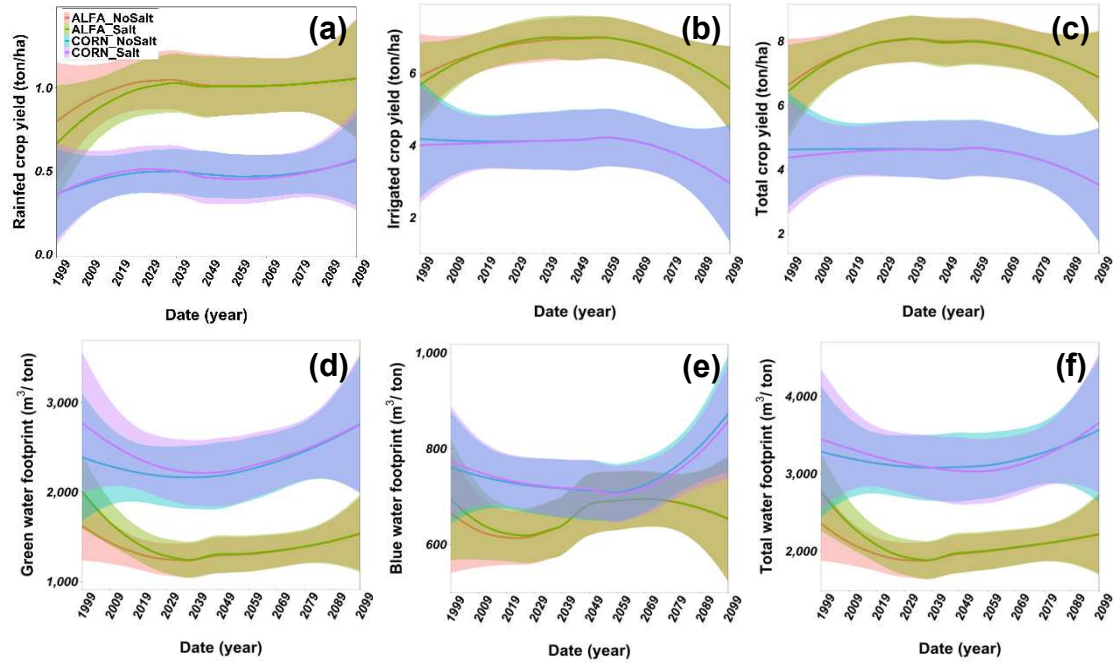 (a)
ALFA_NoSalt
ALFA_Salt
CORN_NoSalt
CORN_Salt
Rainfed crop yield (ton/ha)
1.0
0.5
0.0
1999 2009 2019 2029 2039 2049 2059 2069 2079 2089 2099
Date (year)
(b)
Irrigated crop yield (ton/ha)
6
4
2
1999 2009 2019 2029 2039 2049 2059 2069 2079 2089 2099
Date (year)
(c)
Total crop yield (ton/ha)
8
6
4
2
1999 2009 2019 2029 2039 2049 2059 2069 2079 2089 2099
Date (year)
(d)
Green water footprint (m³/ ton)
3,000
2,000
1,000
1999 2009 2019 2029 2039 2049 2059 2069 2079 2089 2099
Date (year)
(e)
Blue water footprint (m³/ ton)
1,000
800
600
1999 2009 2019 2029 2039 2049 2059 2069 2079 2089 2099
Date (year)
(f)
Total water footprint (m³/ ton)
4,000
3,000
2,000
1999 2009 2019 2029 2039 2049 2059 2069 2079 2089 2099
Date (year)